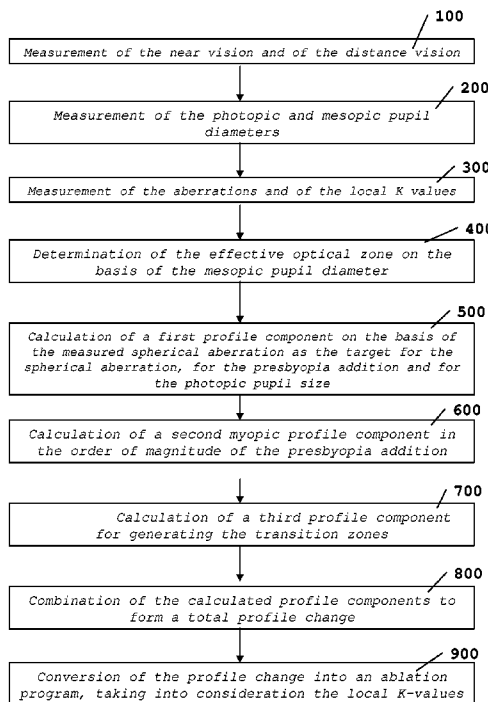 100
Measurement of the near vision and of the distance vision
200
Measurement of the photopic and mesopic pupil
diameters
300
Measurement of the aberrations and of the local K values
400
Determination of the effective optical zone on the
basis of the mesopic pupil diameter
500
Calculation of a first profile component on the basis of
the measured spherical aberration as the target for the
spherical aberration, for the presbyopia addition and for
the photopic pupil size
600
Calculation of a second myopic profile component in
the order of magnitude of the presbyopia addition
700
Calculation of a third profile component
for generating the transition zones
800
Combination of the calculated profile components to
form a total profile change
900
Conversion of the profile change into an ablation
program, taking into consideration the local K-values